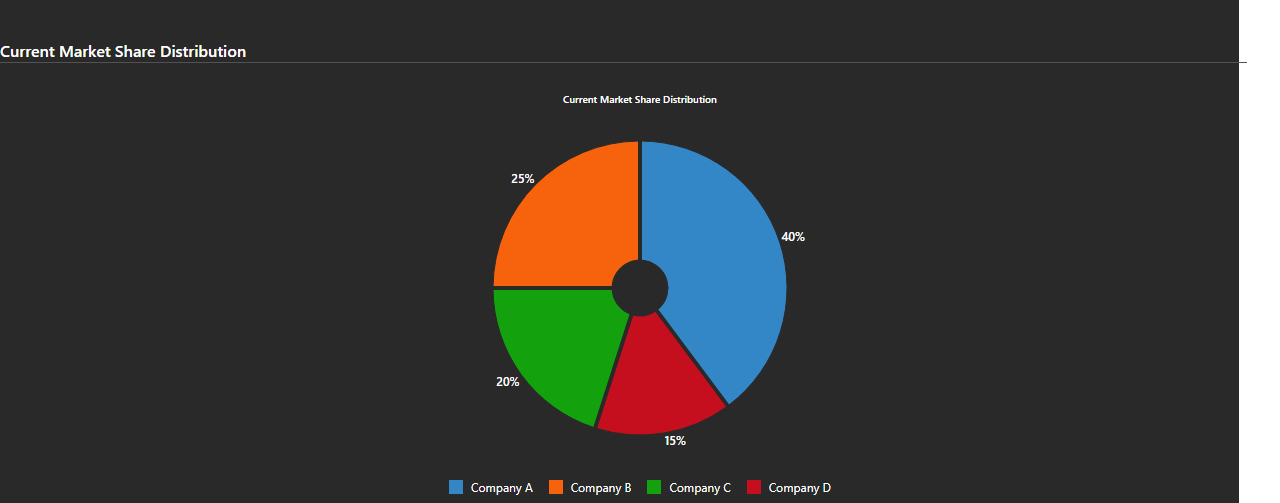 Current Market Share Distribution
Current Market Share Distribution
25%
40%
20%
15%
Company A Company B Company C Company D